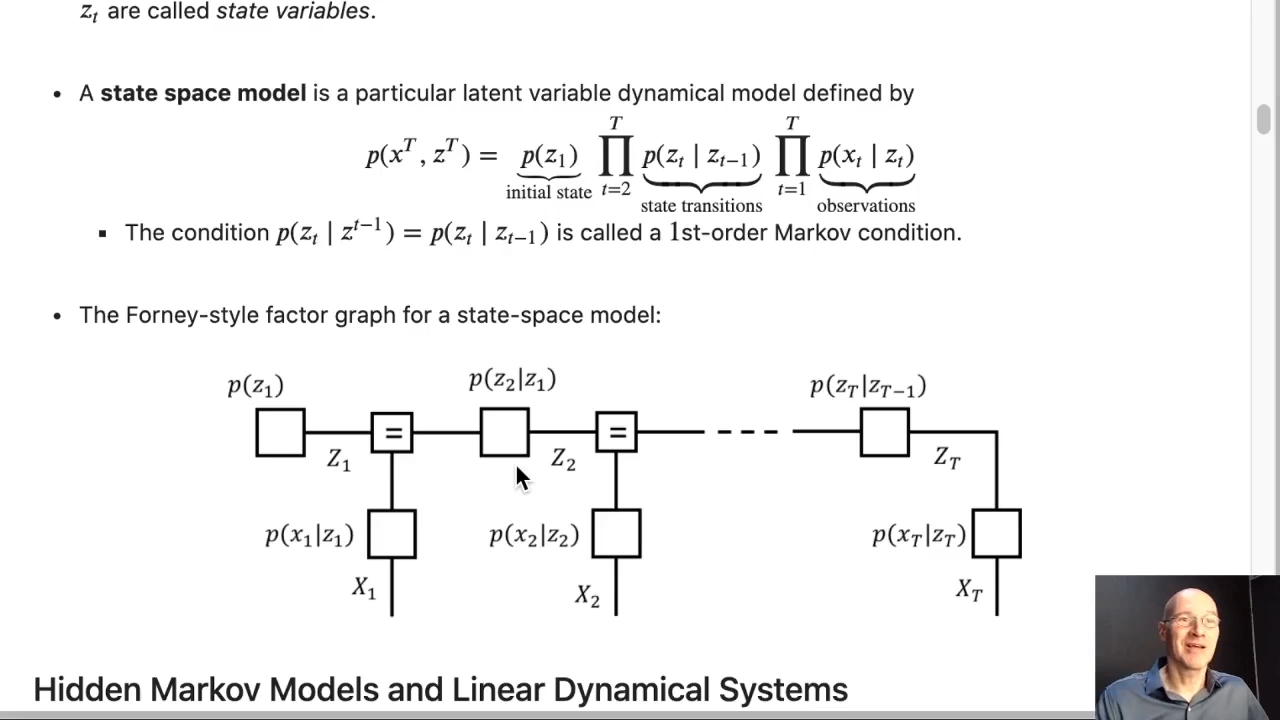 z_t are called state variables.
• A state space model is a particular latent variable dynamical model defined by
p(x^T, z^T) = p(z_1) ∏_{t=2}^{T} p(z_t | z_{t−1}) ∏_{t=1}^{T} p(x_t | z_t)
initial state state transitions observations
▪ The condition p(z_t | z^{t−1}) = p(z_t | z_{t−1}) is called a 1st-order Markov condition.
• The Forney-style factor graph for a state-space model:
p(z_1) p(z_2|z_1) p(z_T|z_{T−1})
= =
Z_1 Z_2 Z_T
p(x_1|z_1) p(x_2|z_2) p(x_T|z_T)
X_1 X_2 X_T
Hidden Markov Models and Linear Dynamical Systems